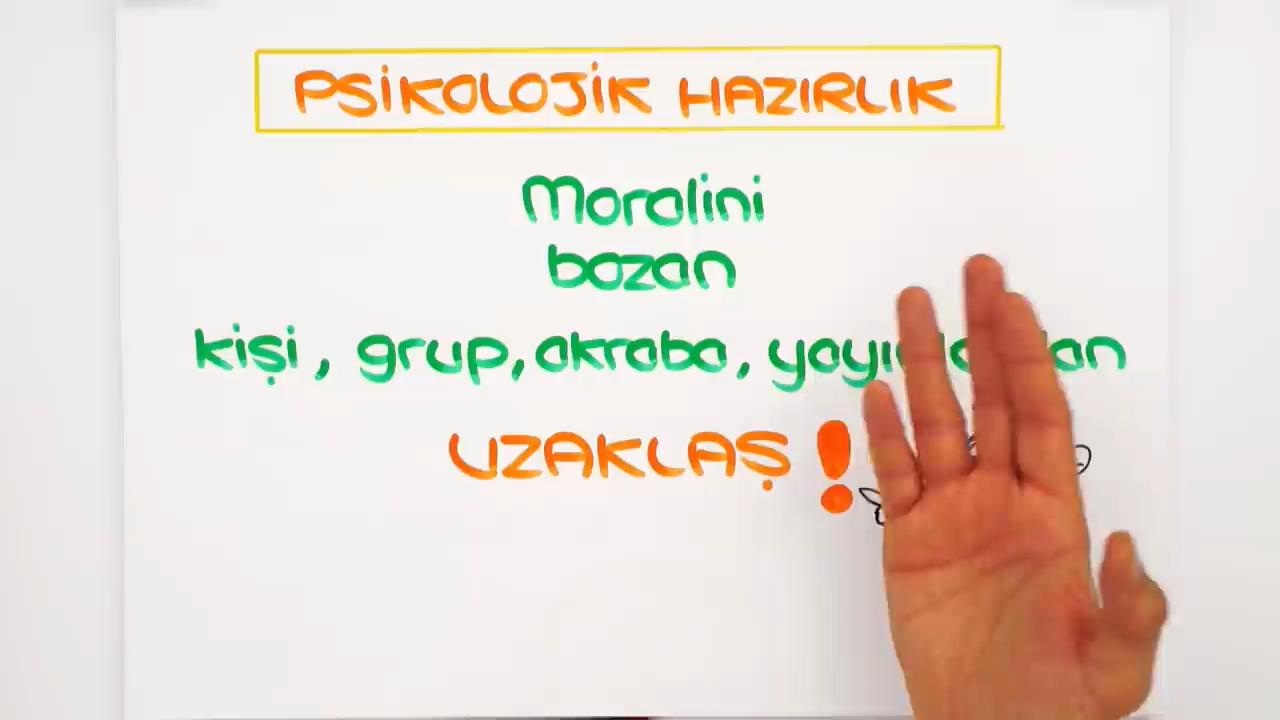 PSİKOLOJİK HAZIRLIK
Moralini
bozan
kişi, grup, akraba,
UZAKLAŞ!